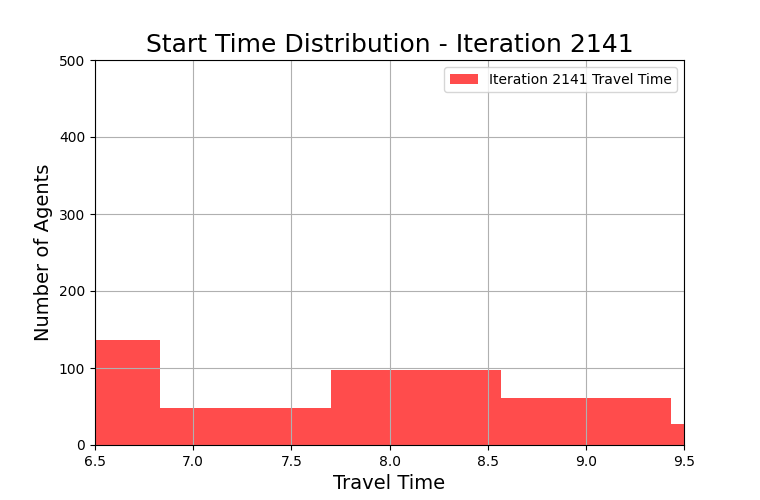 Start Time Distribution - Iteration 2141
Iteration 2141 Travel Time
Number of Agents
500
400
300
200
100
0
6.5 7.0 7.5 8.0 8.5 9.0 9.5
Travel Time